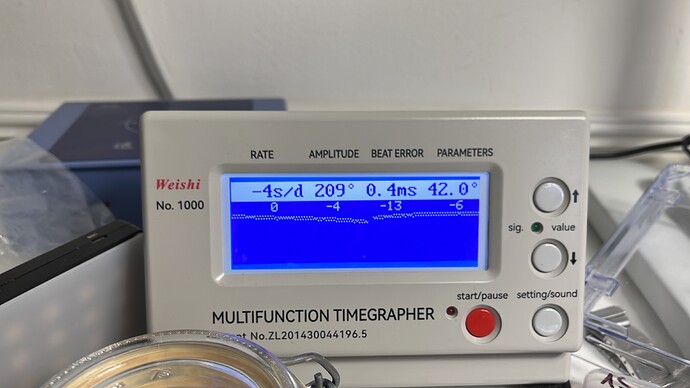 RATE AMPLITUDE BEAT ERROR PARAMETERS
Weishi
No. 1000
-4s/d 209° 0.4ms 42.0°
0 -4 -13 -6
sig. value
start/pause setting/sound
MULTIFUNCTION TIMEGRAPHER
No.ZL201430044196.5